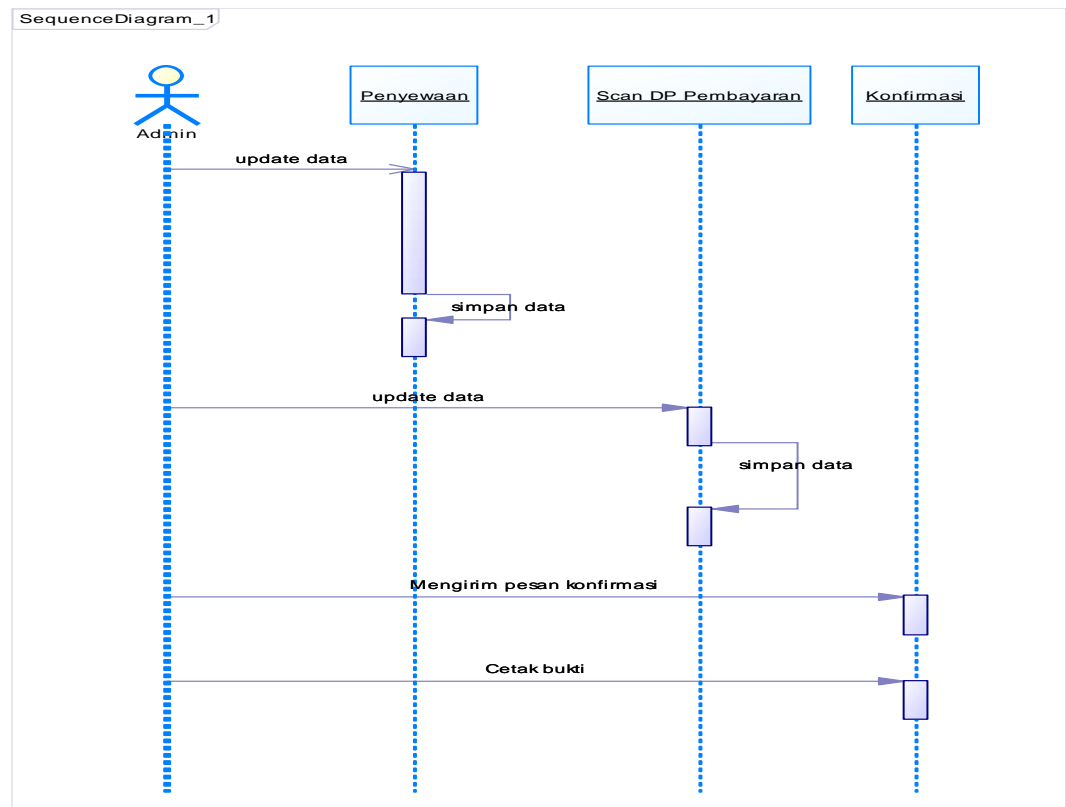 SequenceDiagram_1
Admin
Penyewaan
Scan DP Pembayaran
Konfirmasi
update data
simpan data
update data
simpan data
Mengirim pesan konfirmasi
Cetak bukti